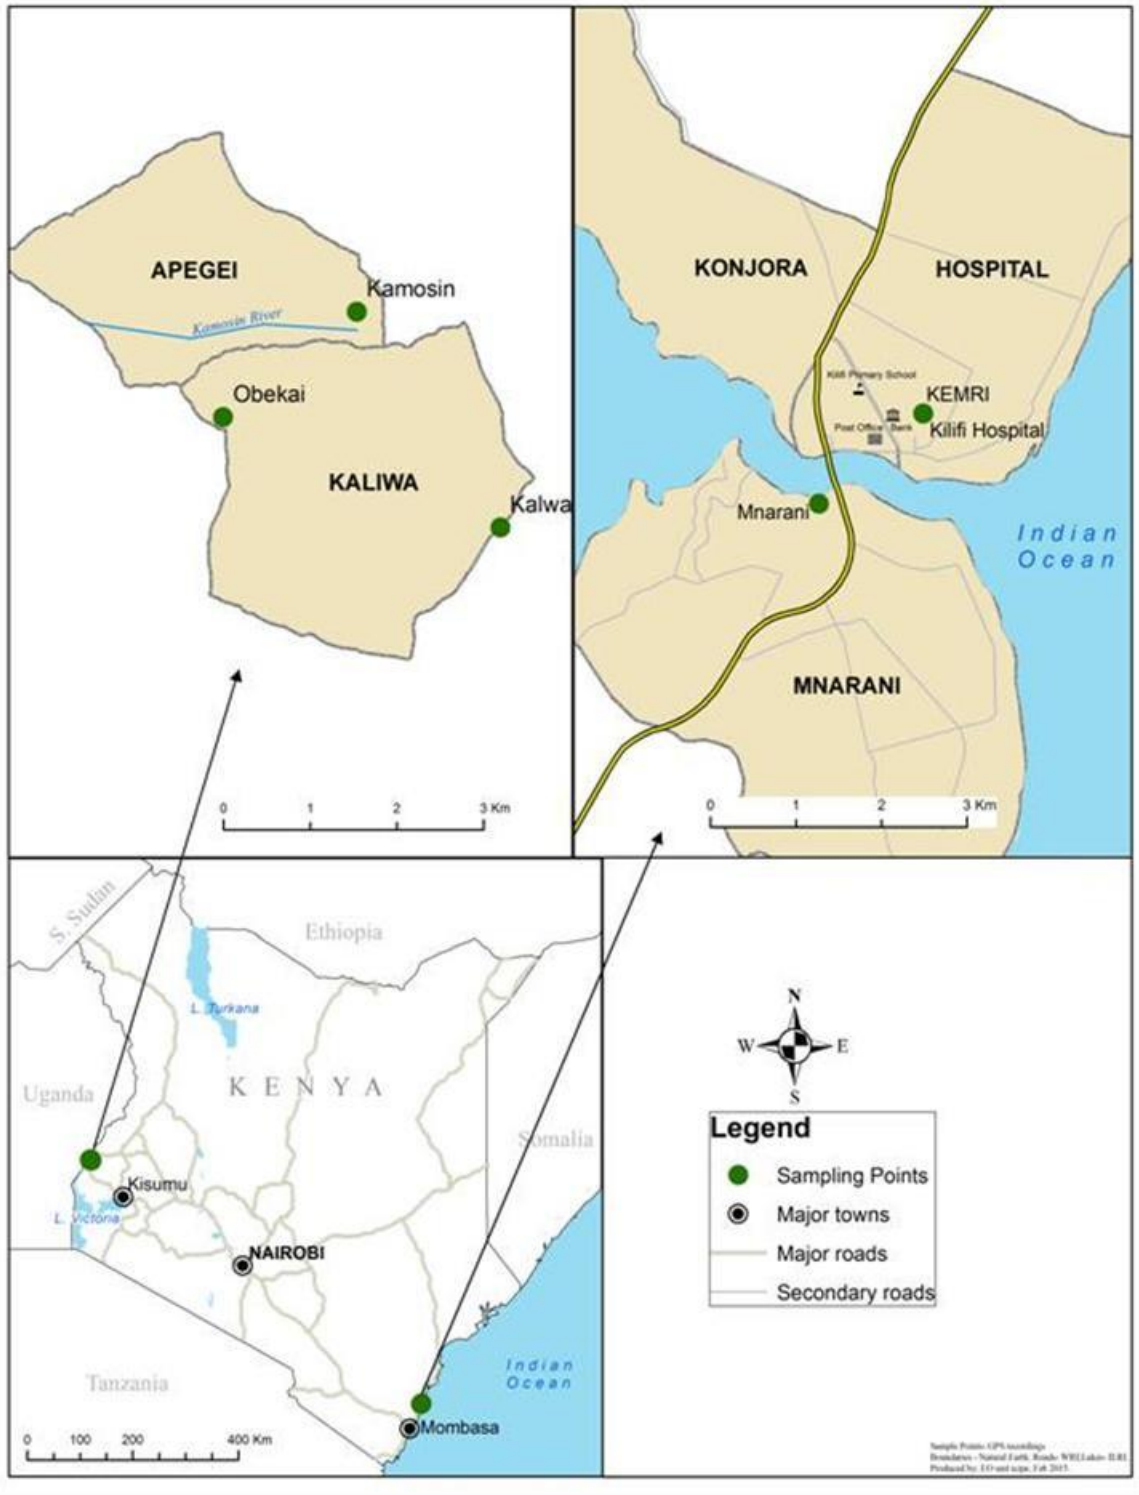 APEGEI
Kamosin
Kamosin River
Obekai
KALIWA
Kalwa
0 1 2 3 Km
KONJORA
HOSPITAL
Kilifi Primary School
KEMRI
Post Office Bank
Kilifi Hospital
Mnarani
Indian
Ocean
MNARANI
0 1 2 3 Km
S. Sudan
Ethiopia
L. Turkana
Uganda
KENYA
Somalia
Kisumu
L. Victoria
NAIROBI
Indian
Ocean
Tanzania
Mombasa
0 100 200 400 Km
N
W E
S
Legend
Sampling Points
Major towns
Major roads
Secondary roads
Sample Points: GPS recordings